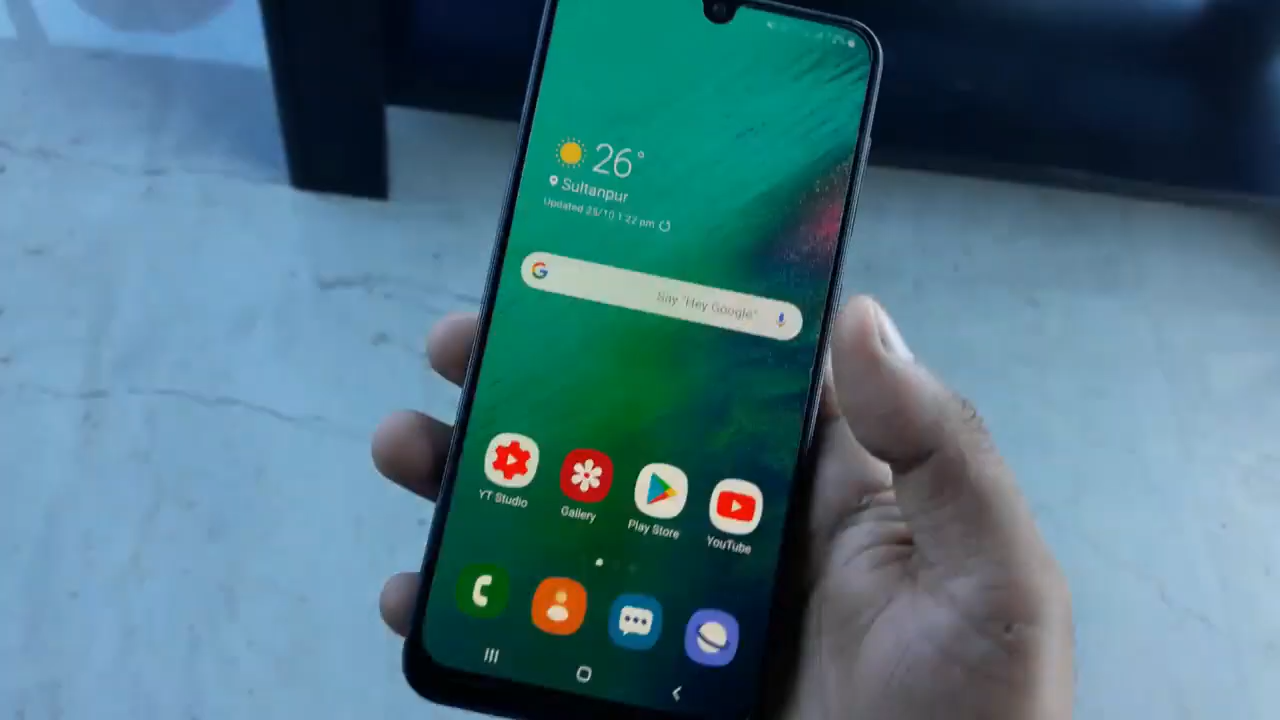 26°
Sultanpur
Updated 25/10 1:22 pm
Say "Hey Google"
YT Studio
Gallery
Play Store
YouTube